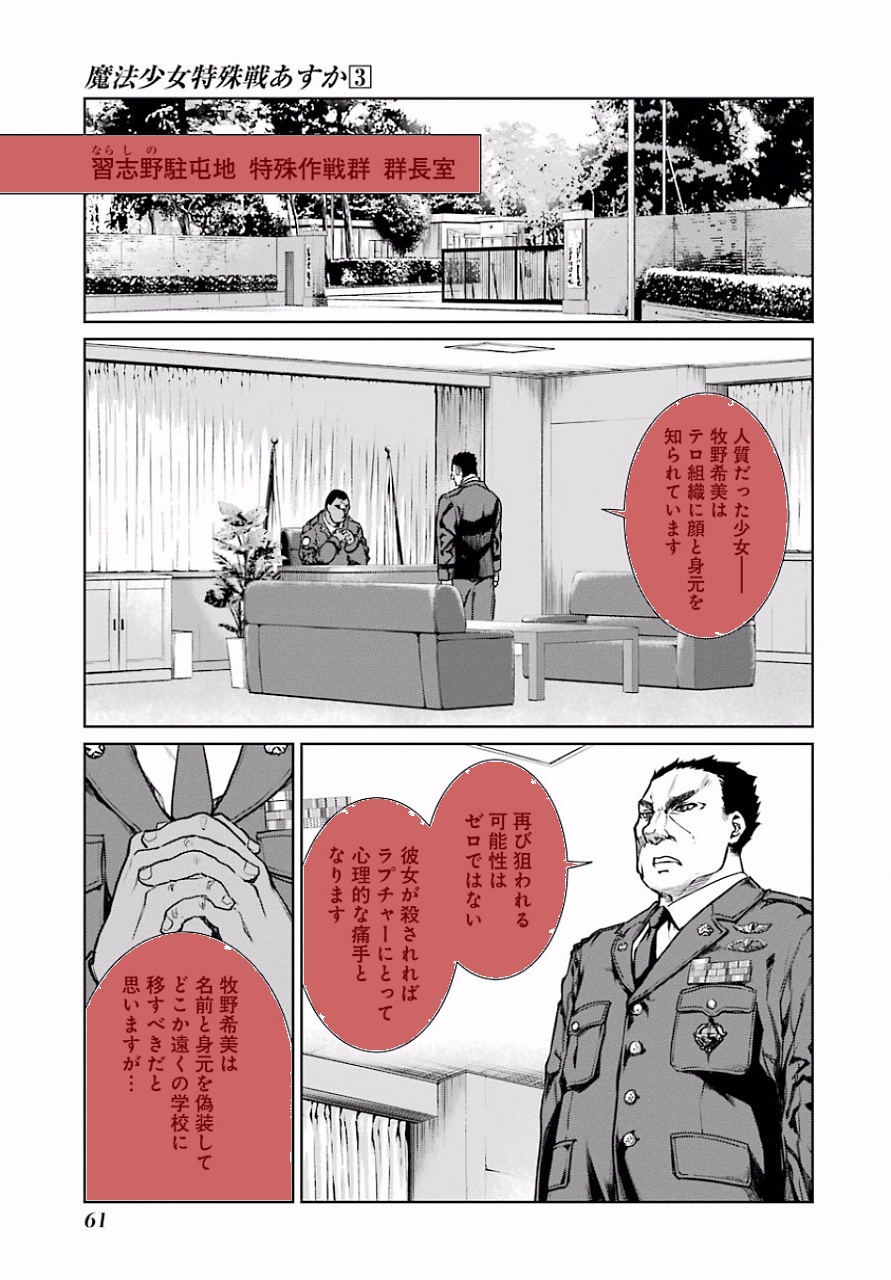 魔法少女特殊戦あすか3
ならしの
習志野駐屯地 特殊作戦群 群長室
人質だった少女――
牧野希美は
テロ組織に顔と身元を
知られています
再び狙われる
可能性は
ゼロではない
彼女が殺されれば
ラプチャーにとって
心理的な痛手と
なります
牧野希美は
名前と身元を偽装して
どこか遠くの学校に
移すべきだと
思いますが…
61